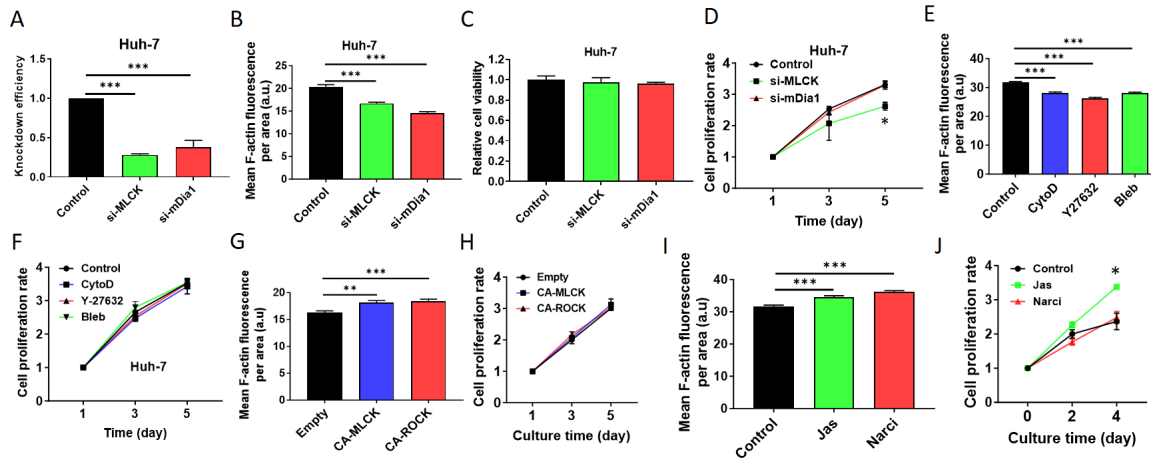 A
Huh-7
***
***
Knockdown efficiency
1.5
1.0
0.5
0.0
Control
si-MLCK
si-mDia1
B
Huh-7
***
***
Mean F-actin fluorescence
per area (a.u.)
25
20
15
10
5
0
Control
si-MLCK
si-mDia1
C
Huh-7
Relative cell viability
1.2
1.0
0.8
0.6
0.4
0.2
0.0
Control
si-MLCK
si-mDia1
D
Huh-7
Control
si-MLCK
si-mDia1
Cell proliferation rate
4
3
2
1
*
1 3 5
Time (day)
E
***
***
***
Mean F-actin fluorescence
per area (a.u)
40
30
20
10
0
Control
CytoD
Y27632
Bleb
F
Control
CytoD
Y-27632
Bleb
Cell proliferation rate
4
3
2
1
0
Huh-7
1 3 5
Time (day)
G
***
**
Mean F-actin fluorescence
per area (a.u)
20
15
10
5
0
Empty
CA-MLCK
CA-ROCK
H
Empty
CA-MLCK
CA-ROCK
Cell proliferation rate
4
3
2
1
0
1 3 5
Culture time (day)
I
***
***
Mean F-actin fluorescence
per area (a.u)
40
30
20
10
0
Control
Jas
Narci
J
Control
Jas
Narci
*
Cell proliferation rate
4
3
2
1
0
0 2 4
Culture time (day)